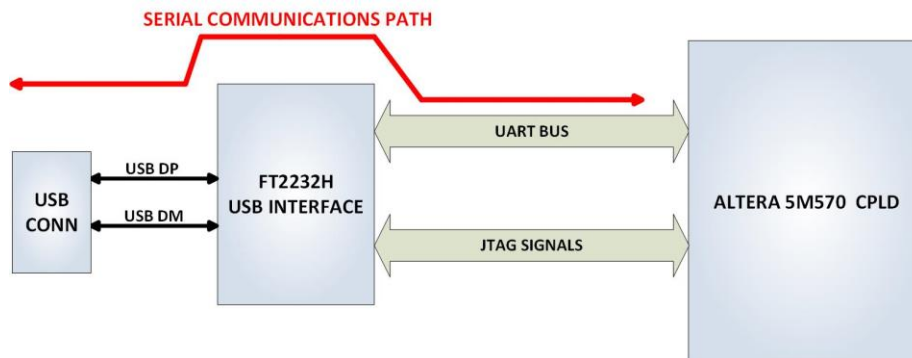 SERIAL COMMUNICATIONS PATH
UART BUS
USB DP
USB CONN
FT2232H
USB INTERFACE
ALTERA 5M570 CPLD
USB DM
JTAG SIGNALS